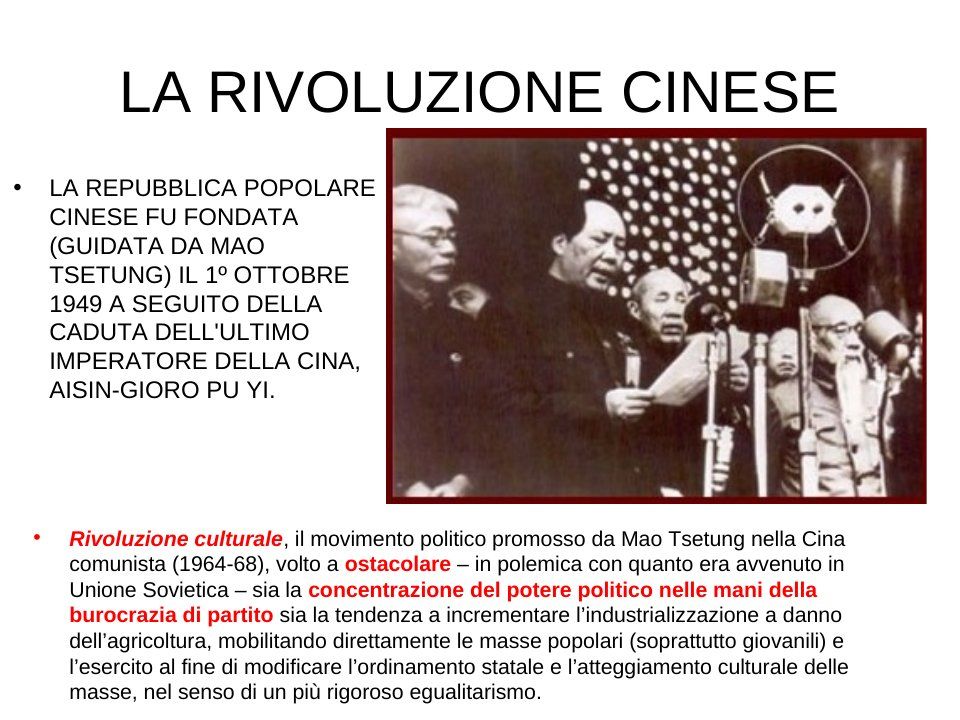 LA RIVOLUZIONE CINESE
• LA REPUBBLICA POPOLARE
CINESE FU FONDATA
(GUIDATA DA MAO
TSETUNG) IL 1º OTTOBRE
1949 A SEGUITO DELLA
CADUTA DELL'ULTIMO
IMPERATORE DELLA CINA,
AISIN-GIORO PU YI.
• Rivoluzione culturale, il movimento politico promosso da Mao Tsetung nella Cina
comunista (1964-68), volto a ostacolare – in polemica con quanto era avvenuto in
Unione Sovietica – sia la concentrazione del potere politico nelle mani della
burocrazia di partito sia la tendenza a incrementare l’industrializzazione a danno
dell’agricoltura, mobilitando direttamente le masse popolari (soprattutto giovanili) e
l’esercito al fine di modificare l’ordinamento statale e l’atteggiamento culturale delle
masse, nel senso di un più rigoroso egualitarismo.